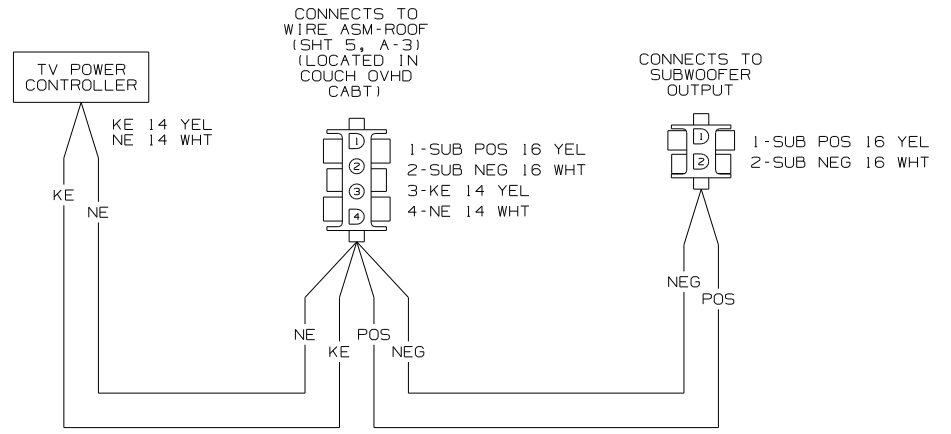 CONNECTS TO
WIRE ASM-ROOF
(SHT 5, A-3)
(LOCATED IN
COUCH OVHD
CABT)
TV POWER
CONTROLLER
KE 14 YEL
NE 14 WHT
KE
NE
1
2
3
4
1-SUB POS 16 YEL
2-SUB NEG 16 WHT
3-KE 14 YEL
4-NE 14 WHT
NE
KE
POS
NEG
CONNECTS TO
SUBWOOFER
OUTPUT
1
2
1-SUB POS 16 YEL
2-SUB NEG 16 WHT
NEG
POS